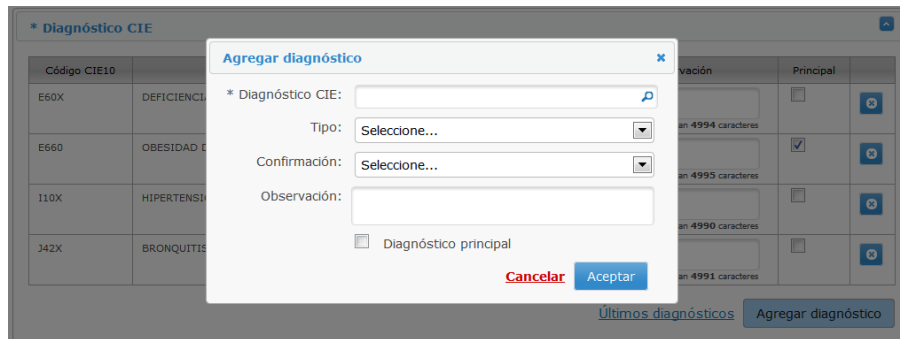 * Diagnóstico CIE
Agregar diagnóstico
Código CIE10
vación
Principal
* Diagnóstico CIE:
E60X
DEFICIENCI
an 4994 caracteres
Tipo:
Seleccione...
E660
OBESIDAD D
an 4995 caracteres
Confirmación:
Seleccione...
I10X
HIPERTENSI
Observación:
an 4990 caracteres
J42X
BRONQUITIS
Diagnóstico principal
an 4991 caracteres
Cancelar
Aceptar
Últimos diagnósticos
Agregar diagnóstico